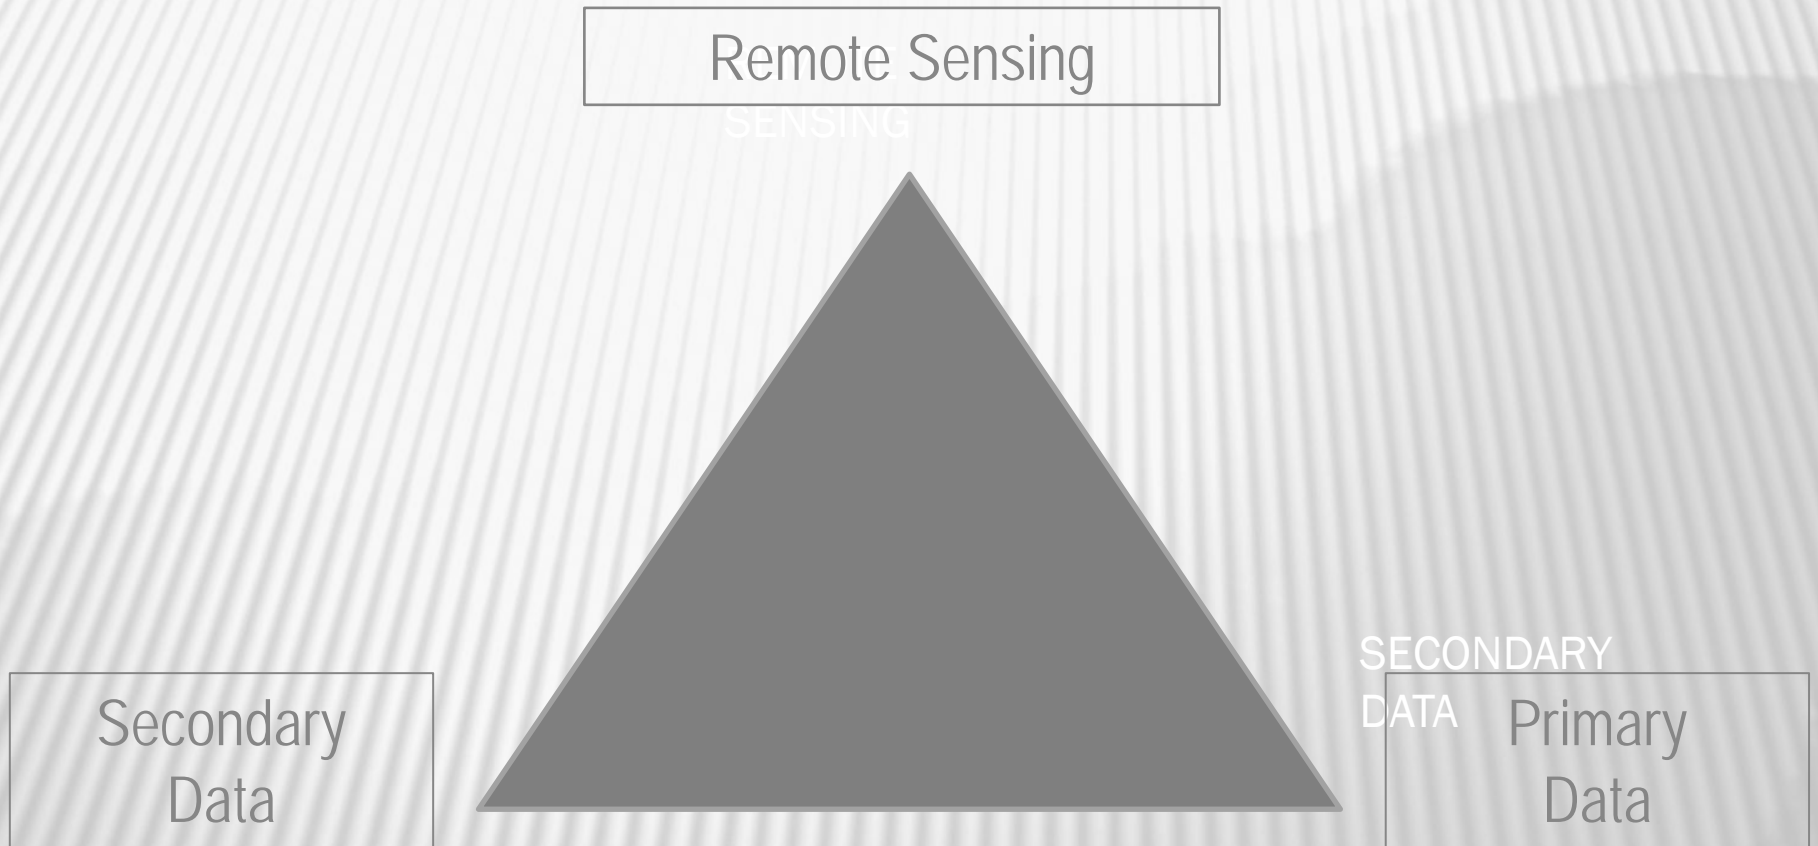 Remote Sensing
SENSING
SECONDARY
DATA
Secondary
Data
Primary
Data